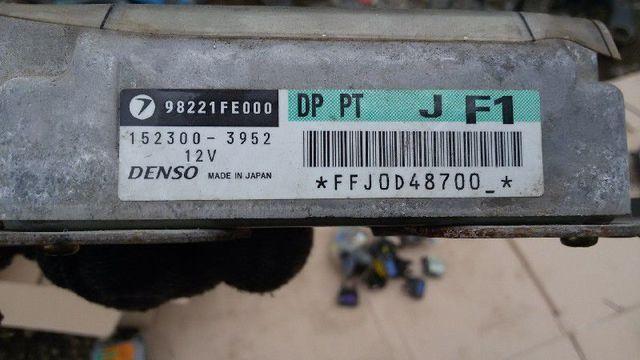 98221FE000 DP PT J F1
152300-3952
12V
DENSO MADE IN JAPAN
*FFJ0D48700_*